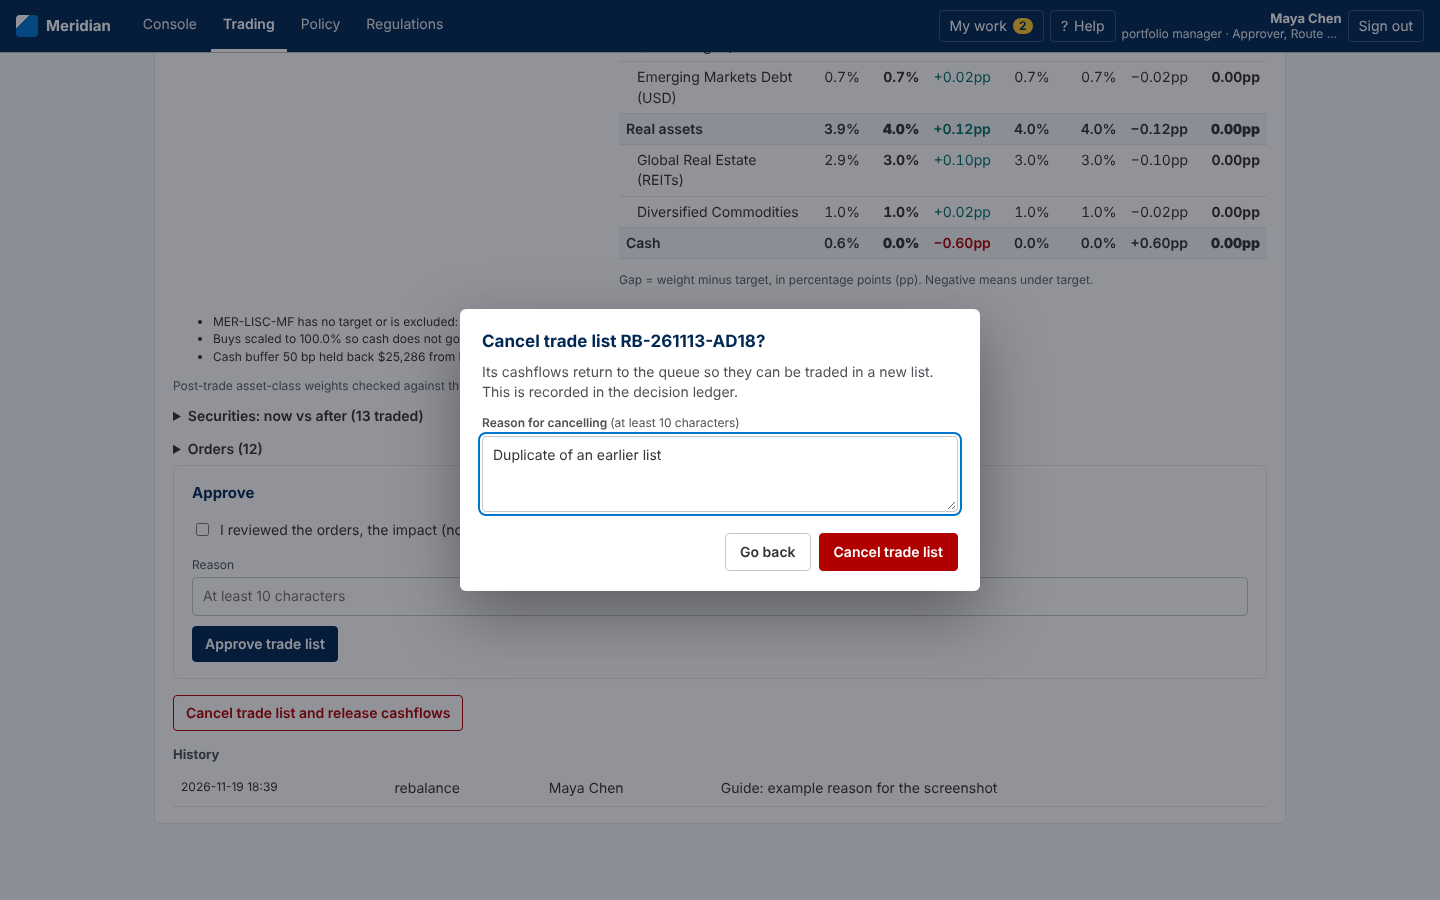 Meridian
Console
Trading
Policy
Regulations
My work 2
? Help
Maya Chen
portfolio manager · Approver, Route ...
Sign out
Emerging Markets Debt (USD) 0.7% 0.7% +0.02pp 0.7% 0.7% −0.02pp 0.00pp
Real assets 3.9% 4.0% +0.12pp 4.0% 4.0% −0.12pp 0.00pp
Global Real Estate (REITs) 2.9% 3.0% +0.10pp 3.0% 3.0% −0.10pp 0.00pp
Diversified Commodities 1.0% 1.0% +0.02pp 1.0% 1.0% −0.02pp 0.00pp
Cash 0.6% 0.0% −0.60pp 0.0% 0.0% +0.60pp 0.00pp
Gap = weight minus target, in percentage points (pp). Negative means under target.
• MER-LISC-MF has no target or is excluded:
• Buys scaled to 100.0% so cash does not go
• Cash buffer 50 bp held back $25,286 from
Post-trade asset-class weights checked against th
Securities: now vs after (13 traded)
Orders (12)
Cancel trade list RB-261113-AD18?
Its cashflows return to the queue so they can be traded in a new list.
This is recorded in the decision ledger.
Reason for cancelling (at least 10 characters)
Duplicate of an earlier list
Go back
Cancel trade list
Approve
I reviewed the orders, the impact (no
Reason
At least 10 characters
Approve trade list
Cancel trade list and release cashflows
History
2026-11-19 18:39 rebalance Maya Chen Guide: example reason for the screenshot